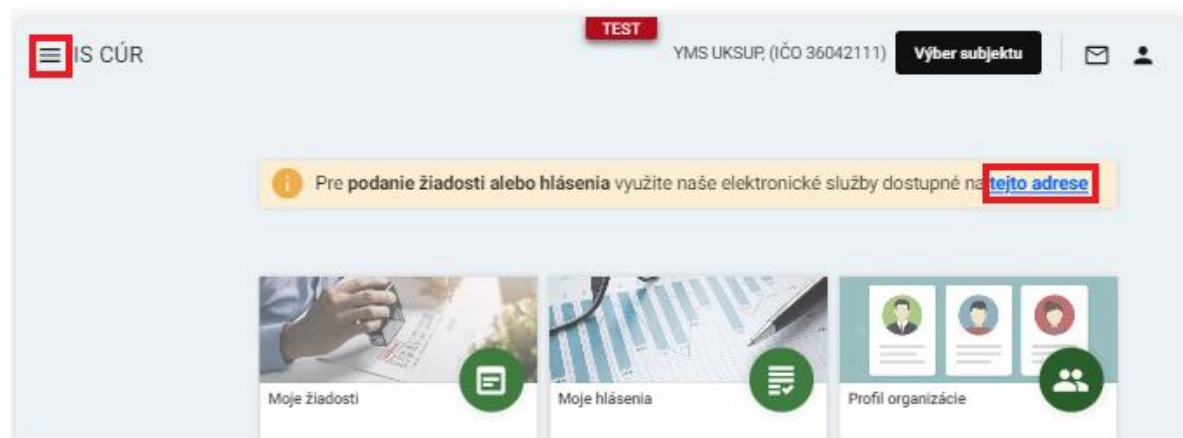 TEST
IS CÚR
YMS UKSUP, (IČO 36042111)
Výber subjektu
Pre podanie žiadosti alebo hlásenia využite naše elektronické služby dostupné na tejto adrese
Moje žiadosti
Moje hlásenia
Profil organizácie